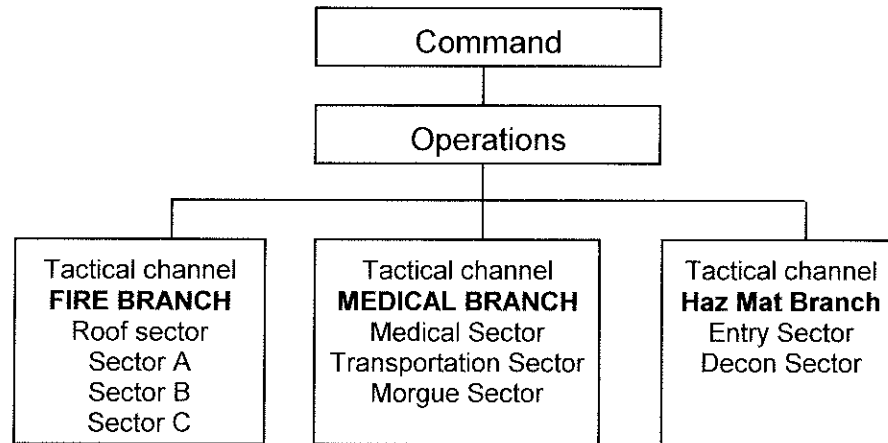 Command
Operations
Tactical channel
FIRE BRANCH
Roof sector
Sector A
Sector B
Sector C
Tactical channel
MEDICAL BRANCH
Medical Sector
Transportation Sector
Morgue Sector
Tactical channel
Haz Mat Branch
Entry Sector
Decon Sector